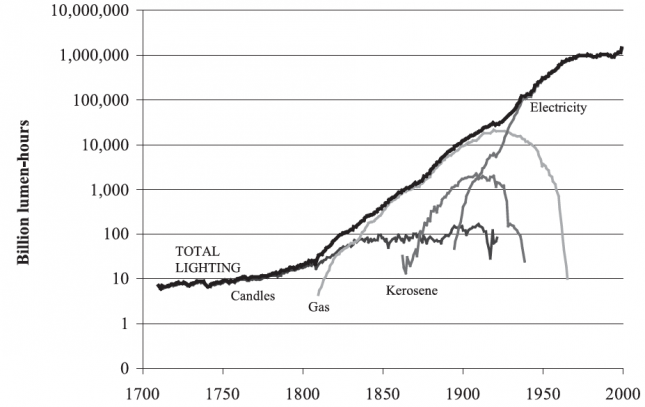 Billion lumen-hours
10,000,000
1,000,000
100,000
10,000
1,000
100
10
1
0
TOTAL
LIGHTING
Candles
Gas
Kerosene
Electricity
1700
1750
1800
1850
1900
1950
2000